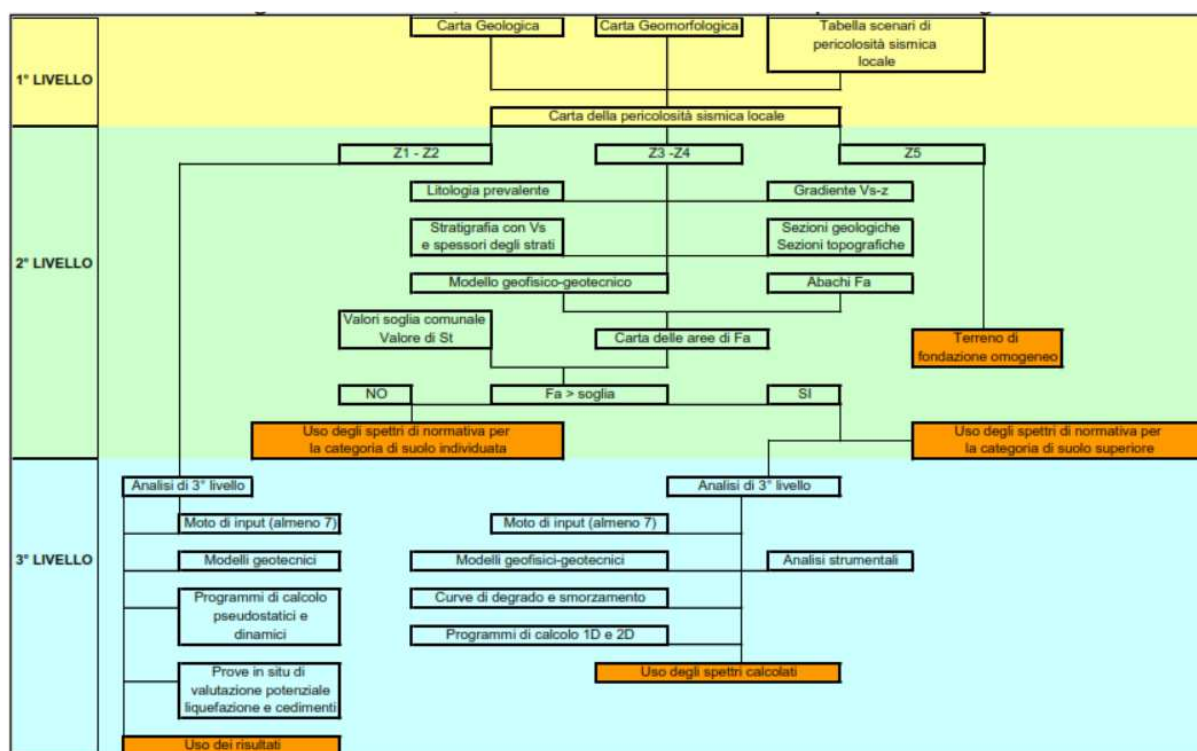 Carta Geologica
Carta Geomorfologica
Tabella scenari di
pericolosità sismica
locale
1° LIVELLO
Carta della pericolosità sismica locale
Z1 - Z2
Z3 -Z4
Z5
Litologia prevalente
Gradiente Vs-z
Stratigrafia con Vs
e spessori degli strati
Sezioni geologiche
Sezioni topografiche
2° LIVELLO
Modello geofisico-geotecnico
Abachi Fa
Valori soglia comunale
Valore di St
Carta delle aree di Fa
Terreno di
fondazione omogeneo
NO
Fa > soglia
SI
Uso degli spettri di normativa per
la categoria di suolo individuata
Uso degli spettri di normativa per
la categoria di suolo superiore
Analisi di 3° livello
Analisi di 3° livello
Moto di input (almeno 7)
Moto di input (almeno 7)
3° LIVELLO
Modelli geotecnici
Modelli geofisici-geotecnici
Analisi strumentali
Programmi di calcolo
pseudostatici e
dinamici
Curve di degrado e smorzamento
Programmi di calcolo 1D e 2D
Prove in situ di
valutazione potenziale
liquefazione e cedimenti
Uso degli spettri calcolati
Uso dei risultati